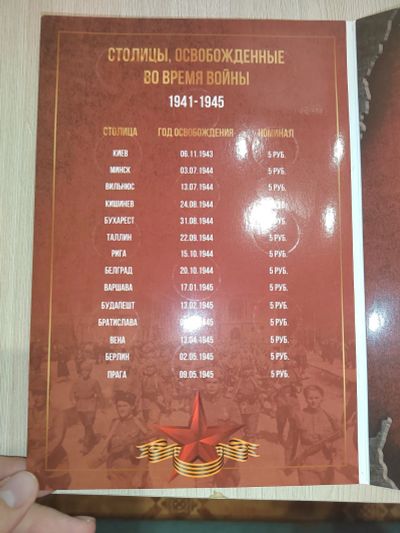 СТОЛИЦЫ, ОСВОБОЖДЕННЫЕ
ВО ВРЕМЯ ВОЙНЫ
1941-1945
СТОЛИЦА ГОД ОСВОБОЖДЕНИЯ НОМИНАЛ
КИЕВ 06.11.1943 5 РУБ.
МИНСК 03.07.1944 5 РУБ.
ВИЛЬНЮС 13.07.1944 5 РУБ.
КИШИНЕВ 24.08.1944
БУХАРЕСТ 31.08.1944 5 РУБ.
ТАЛЛИН 22.09.1944 5 РУБ.
РИГА 15.10.1944 5 РУБ.
БЕЛГРАД 20.10.1944 5 РУБ.
ВАРШАВА 17.01.1945 5 РУБ.
БУДАПЕШТ 13.02.1945 5 РУБ.
БРАТИСЛАВА 5 РУБ.
ВЕНА 13.04.1945 5 РУБ.
БЕРЛИН 02.05.1945 5 РУБ.
ПРАГА 09.05.1945 5 РУБ.